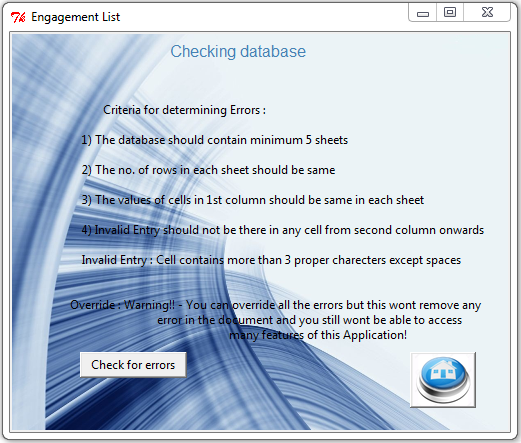 Engagement List
Checking database
Criteria for determining Errors :
1) The database should contain minimum 5 sheets
2) The no. of rows in each sheet should be same
3) The values of cells in 1st column should be same in each sheet
4) Invalid Entry should not be there in any cell from second column onwards
Invalid Entry : Cell contains more than 3 proper charecters except spaces
Override : Warning!! - You can override all the errors but this wont remove any
error in the document and you still wont be able to access
many features of this Application!
Check for errors